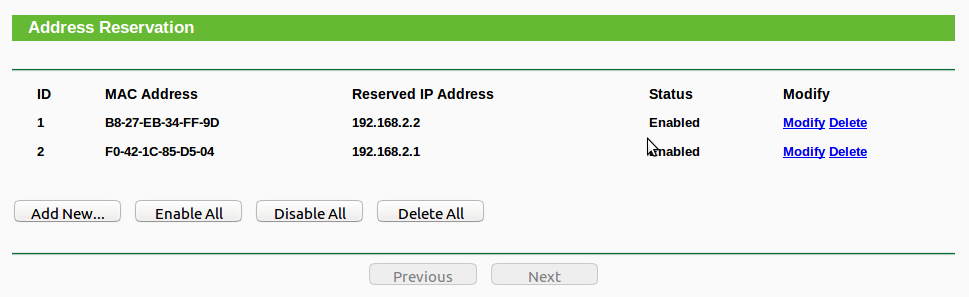 Address Reservation
ID MAC Address Reserved IP Address Status Modify
1 B8-27-EB-34-FF-9D 192.168.2.2 Enabled Modify Delete
2 F0-42-1C-85-D5-04 192.168.2.1 Enabled Modify Delete
Add New... Enable All Disable All Delete All
Previous Next